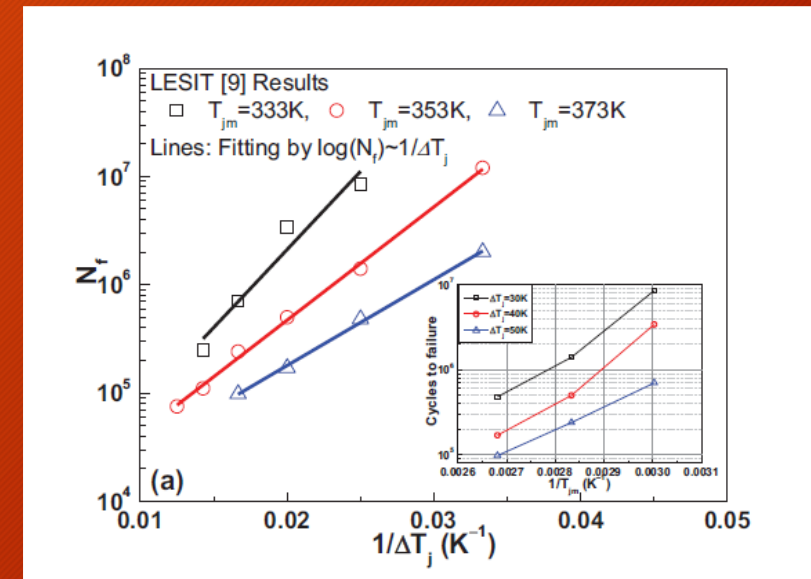 10^8
LESIT [9] Results
T_jm=333K, T_jm=353K, T_jm=373K
Lines: Fitting by log(N_f)~1/ΔT_j
10^7
N_f
10^6
10^5
10^4
(a)
0.01 0.02 0.03 0.04 0.05
1/ΔT_j (K^-1)
10^7
ΔT_j=30K
ΔT_j=40K
ΔT_j=50K
Cycles to failure
10^6
10^5
0.0026 0.0027 0.0028 0.0029 0.0030 0.0031
1/T_jm (K^-1)